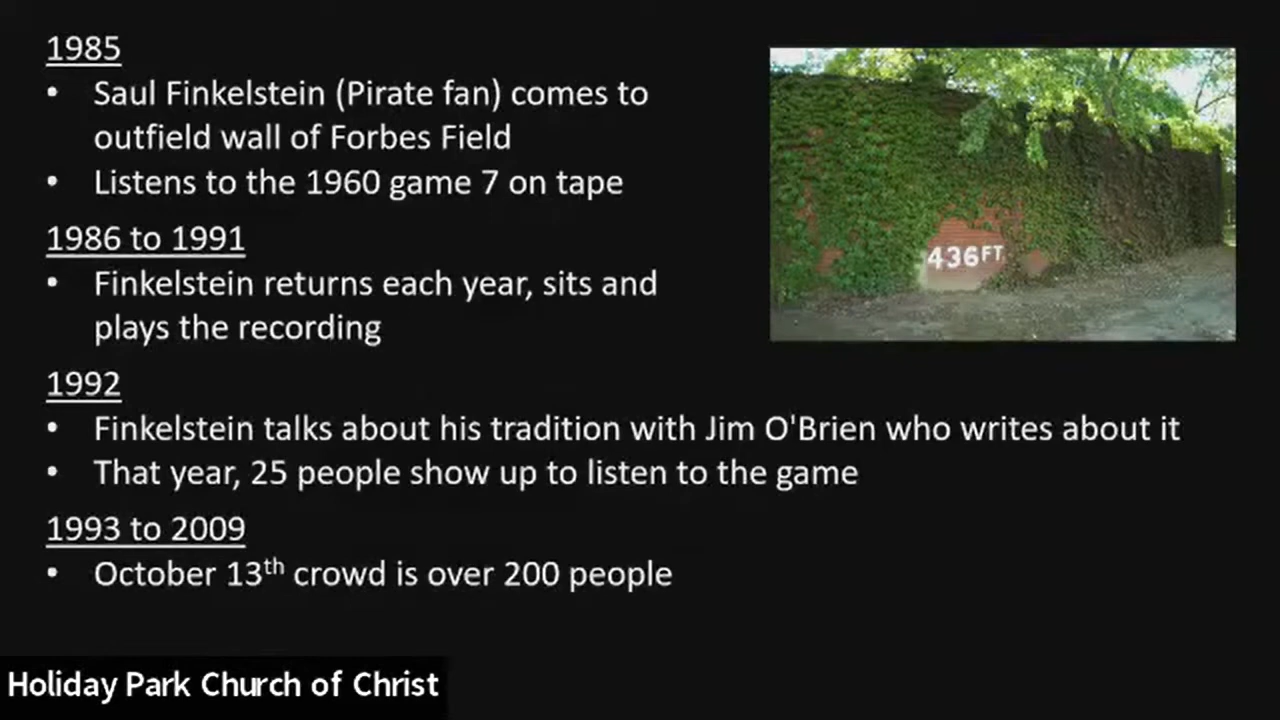 1985
• Saul Finkelstein (Pirate fan) comes to
outfield wall of Forbes Field
• Listens to the 1960 game 7 on tape
1986 to 1991
• Finkelstein returns each year, sits and
plays the recording
1992
• Finkelstein talks about his tradition with Jim O'Brien who writes about it
• That year, 25 people show up to listen to the game
1993 to 2009
• October 13th crowd is over 200 people
436FT
Holiday Park Church of Christ